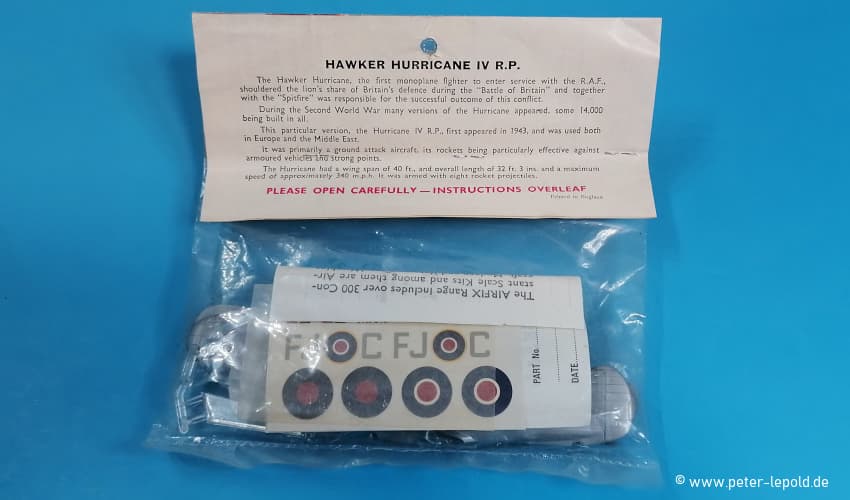 HAWKER HURRICANE IV R.P.
The Hawker Hurricane, the first monoplane fighter to enter service with the R.A.F.,
shouldered the lion's share of Britain's defence during the "Battle of Britain" and together
with the "Spitfire" was responsible for the successful outcome of this conflict.
During the Second World War many versions of the Hurricane appeared, some 14,000
being built in all.
This particular version, the Hurricane IV R.P., first appeared in 1943, and was used both
in Europe and the Middle East.
It was primarily a ground attack aircraft, its rockets being particularly effective against
armoured vehicles and strong points.
The Hurricane had a wing span of 40 ft., and overall length of 32 ft. 3 ins. and a maximum
speed of approximately 340 m.p.h. It was armed with eight rocket projectiles.
PLEASE OPEN CAREFULLY — INSTRUCTIONS OVERLEAF
Printed in England
The AIRFIX Range includes over 300 Con-
stant Scale Kits and among them are Air-
FJ C FJ C
PART No.
DATE
© www.peter-lepold.de